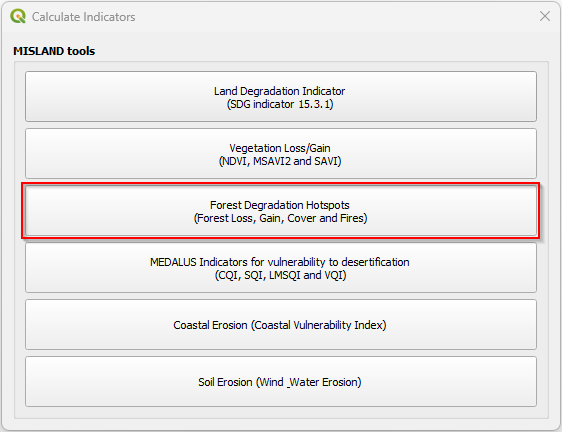 Calculate Indicators
MISLAND tools
Land Degradation Indicator
(SDG indicator 15.3.1)
Vegetation Loss/Gain
(NDVI, MSAVI2 and SAVI)
Forest Degradation Hotspots
(Forest Loss, Gain, Cover and Fires)
MEDALUS Indicators for vulnerability to desertification
(CQI, SQI, LMSQI and VQI)
Coastal Erosion (Coastal Vulnerability Index)
Soil Erosion (Wind _Water Erosion)